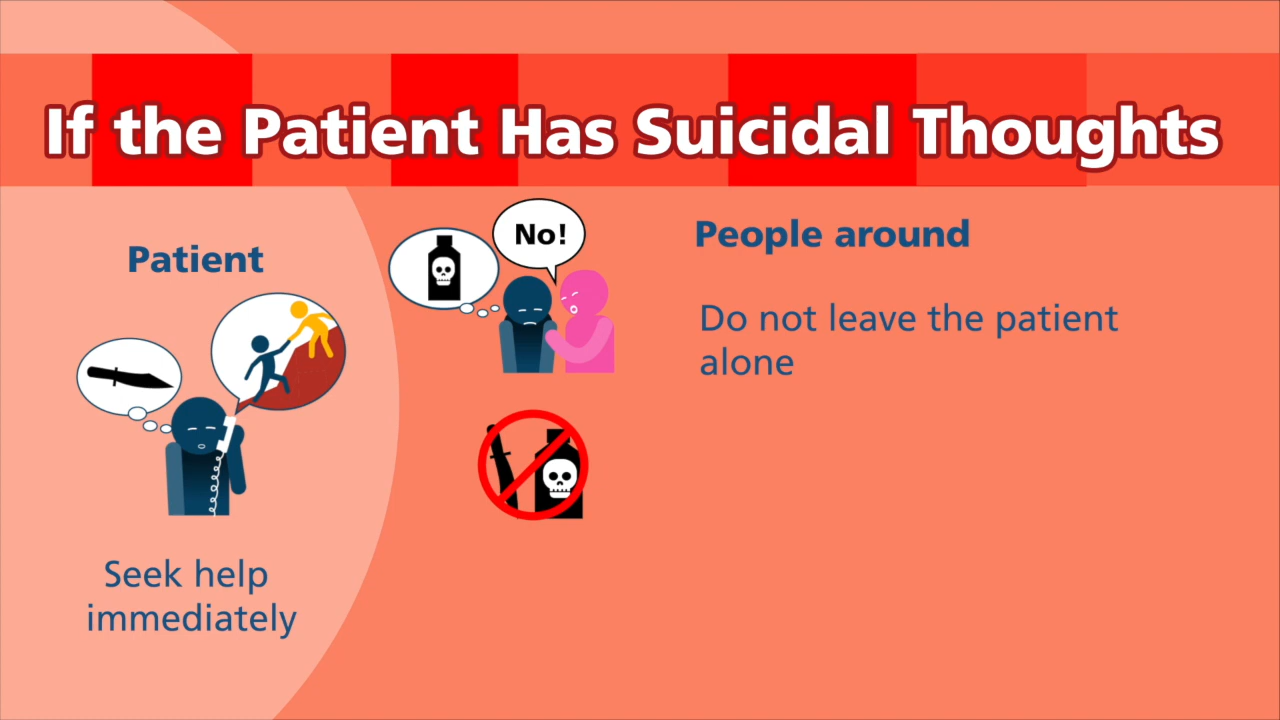 If the Patient Has Suicidal Thoughts
Patient
Seek help
immediately
No!
People around
Do not leave the patient
alone